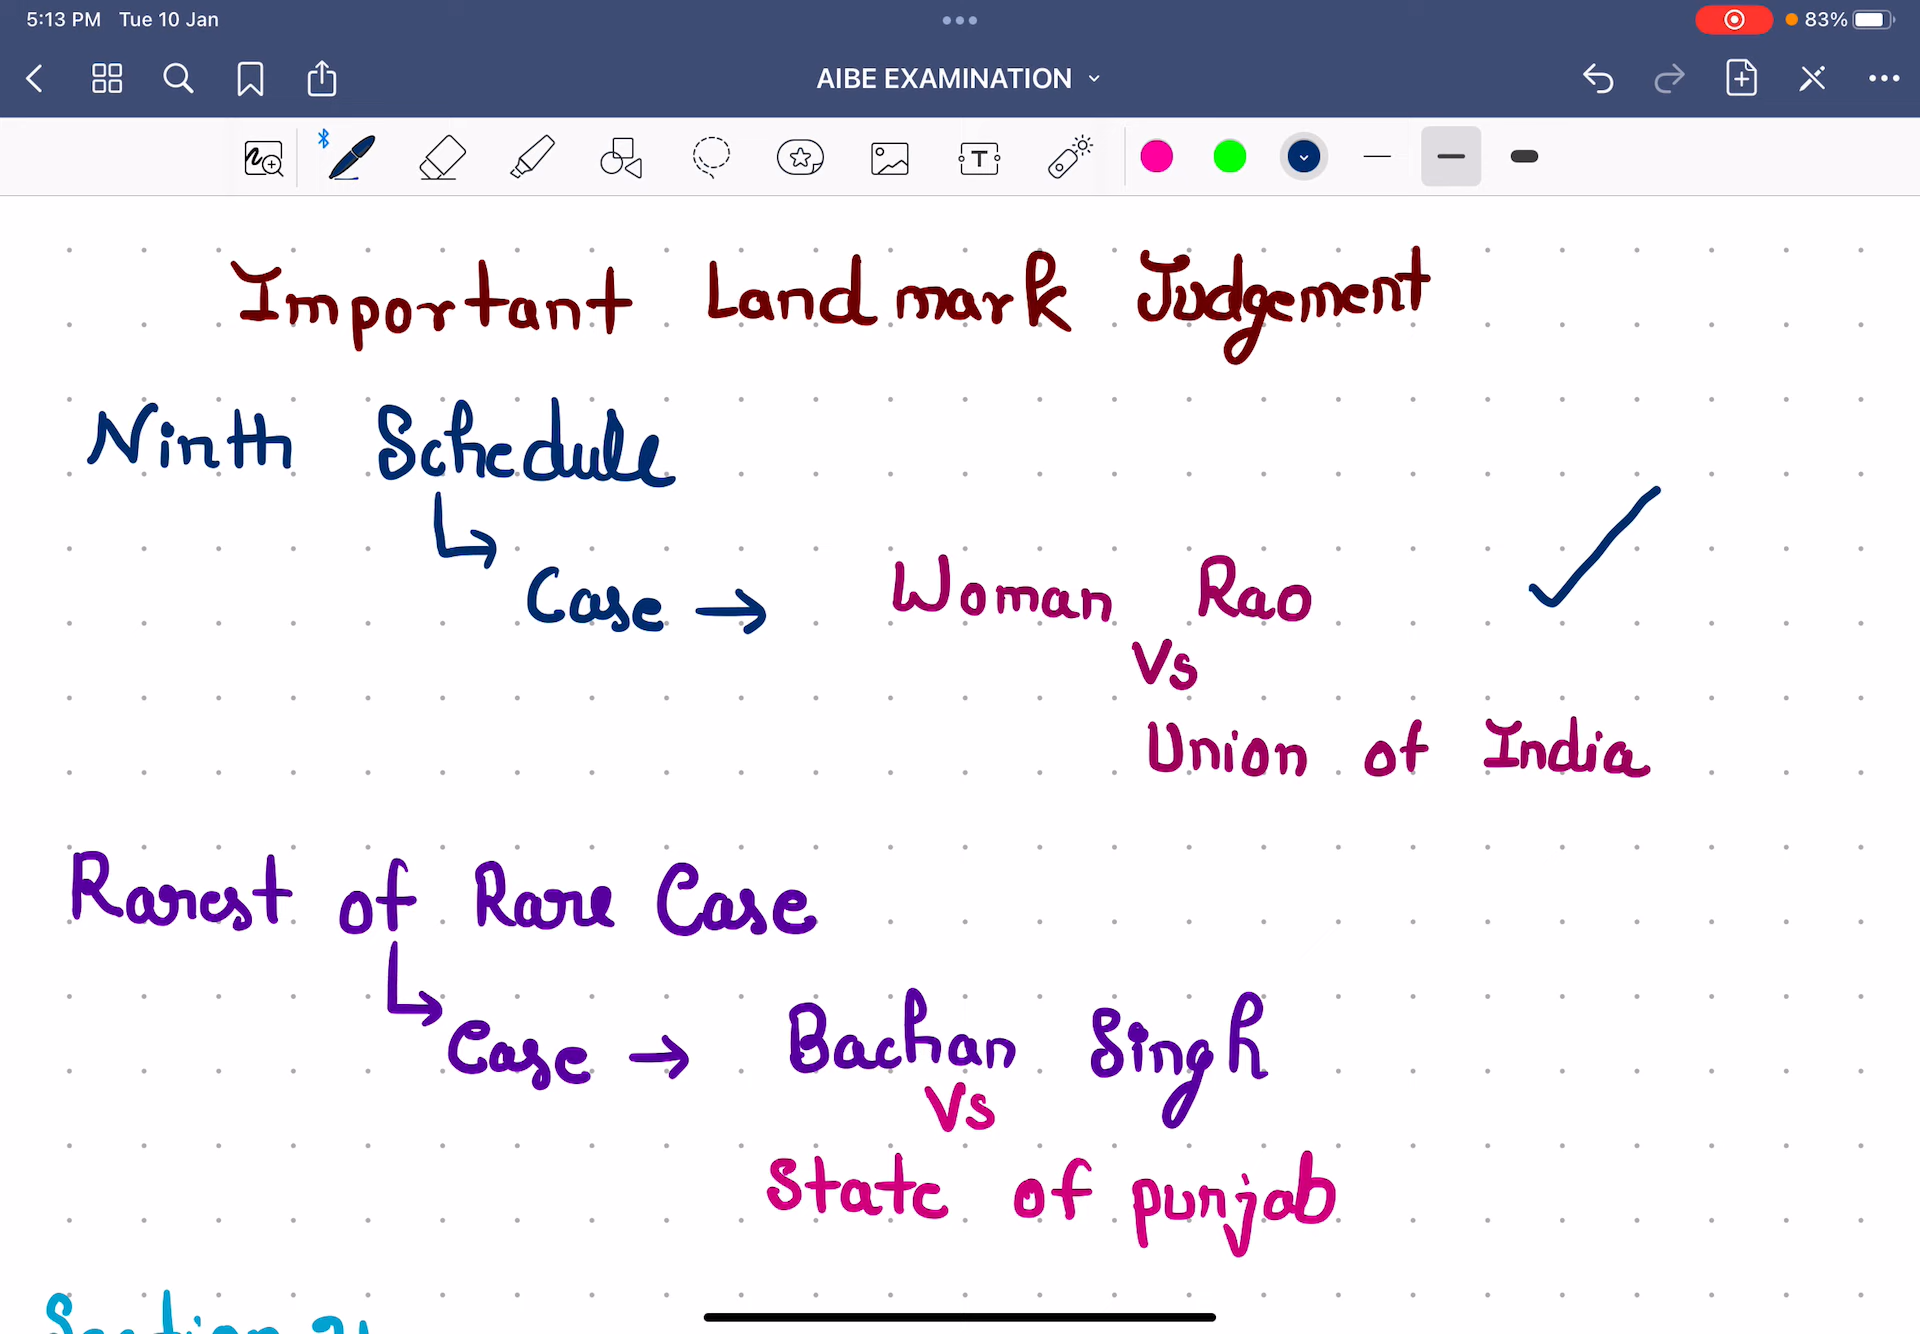 5:13 PM Tue 10 Jan
83%
AIBE EXAMINATION
T
Important Landmark Judgement
Ninth Schedule
Case → Woman Rao
Vs
Union of India
Rarest of Rare Case
Case → Bachan Singh
Vs
State of punjab
Section